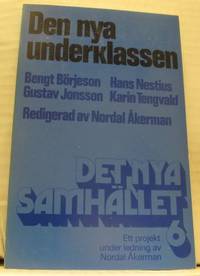 Den nya
underklassen
Bengt Börjeson Hans Nestius
Gustav Jonsson Karin Tengvald
Redigerad av Nordal Åkerman
DET NYA
SAMHÄLLET:
6
Ett projekt
under ledning av
Nordal Åkerman